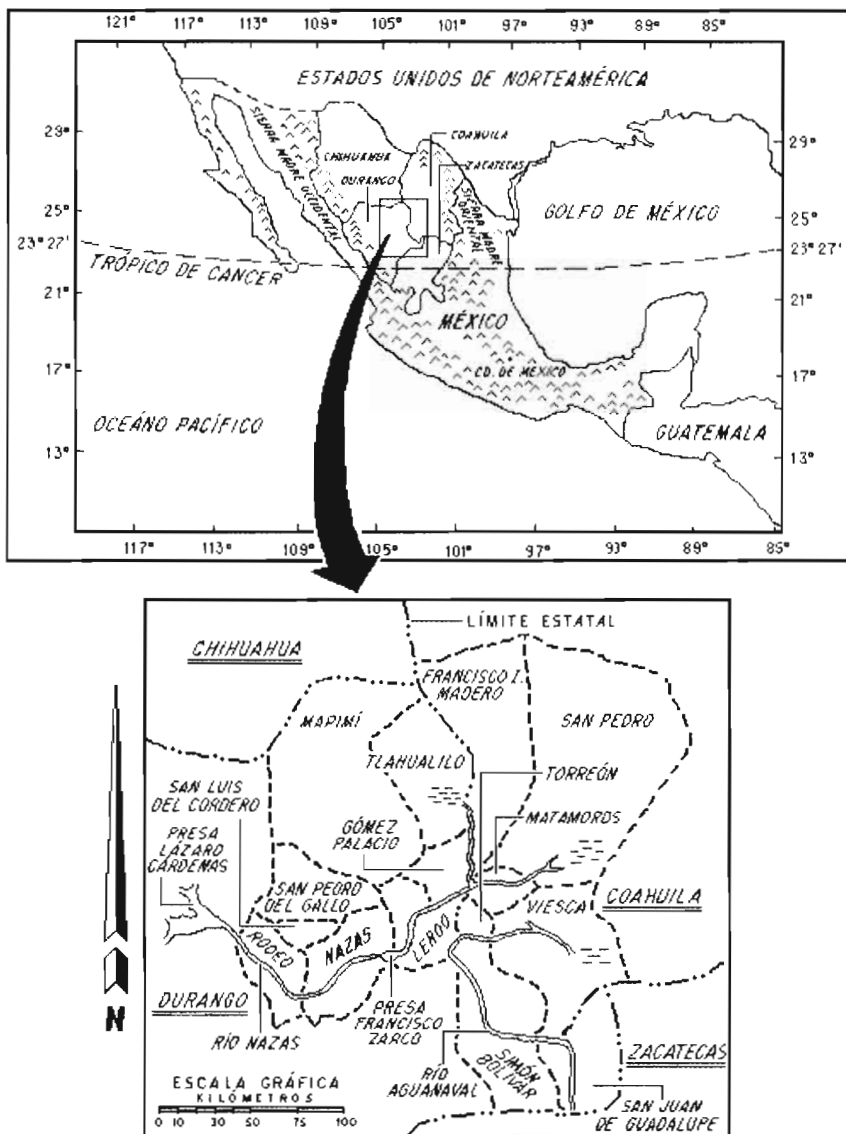 121° 117° 113° 109° 105° 101° 97° 93° 89° 85°
ESTADOS UNIDOS DE NORTEAMÉRICA
29°
29°
COAHUILA
CHIHUAHUA
ZACATECAS
DURANGO
SIERRA MADRE OCCIDENTAL
SIERRA MADRE
ORIENTAL
25°
25°
GOLFO DE MÉXICO
23° 27'
23° 27'
TRÓPICO DE CANCER
21°
21°
MÉXICO
17°
17°
CD. DE MEXICO
OCEÁNO PACÍFICO
GUATEMALA
13°
13°
117° 113° 109° 105° 101° 97° 93° 89° 85°
LÍMITE ESTATAL
CHIHUAHUA
FRANCISCO I.
MADERO
MAPIMÍ
SAN PEDRO
TLAHUALILO
TORREÓN
SAN LUIS
DEL CORDERO
GÓMEZ
PALACIO
MATAMOROS
PRESA
LÁZARO
CÁRDEMAS
SAN PEDRO
DEL GALLO
VIESCA
COAHUILA
RODEO
NAZAS
LERDO
DURANGO
PRESA
FRANCISCO
ZARCO
N
RÍO NAZAS
RÍO
AGUANAVAL
SIMÓN
BOLIVAR
ZACATECAS
ESCALA GRÁFICA
KILÓMETROS
0 10 30 50 100
SAN JUAN
DE GUADALUPE